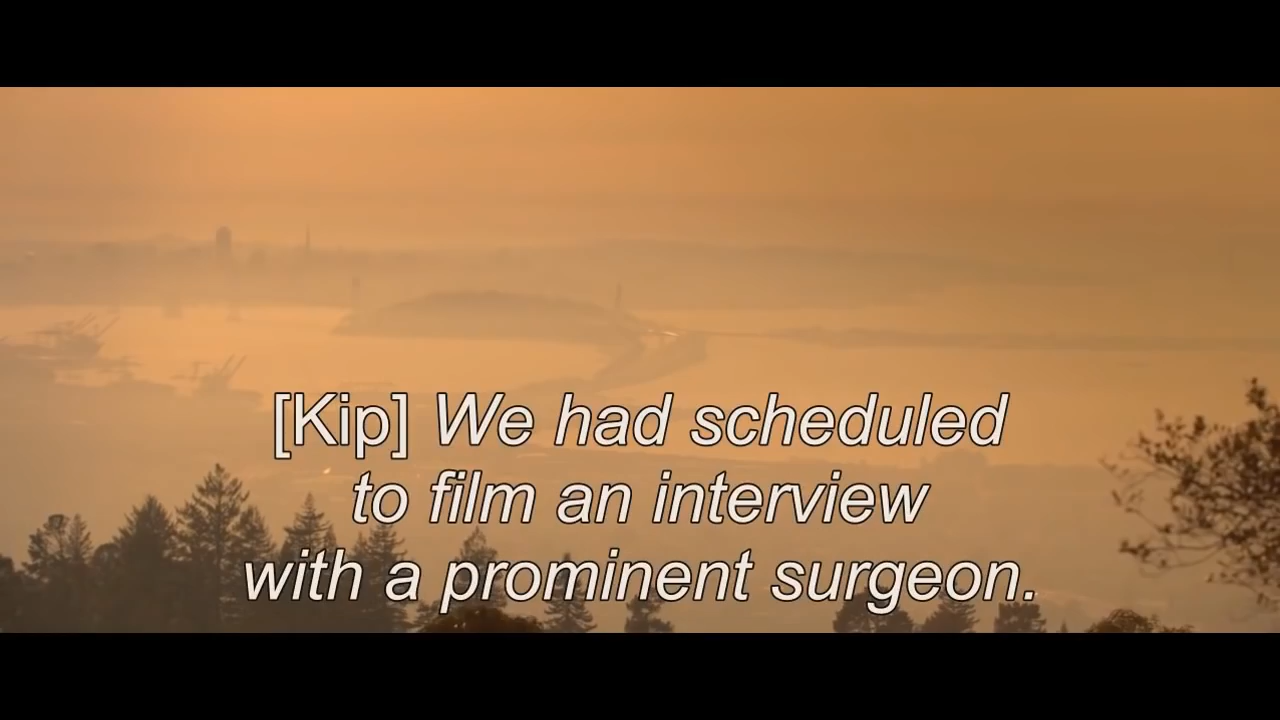 [Kip] We had scheduled
to film an interview
with a prominent surgeon.